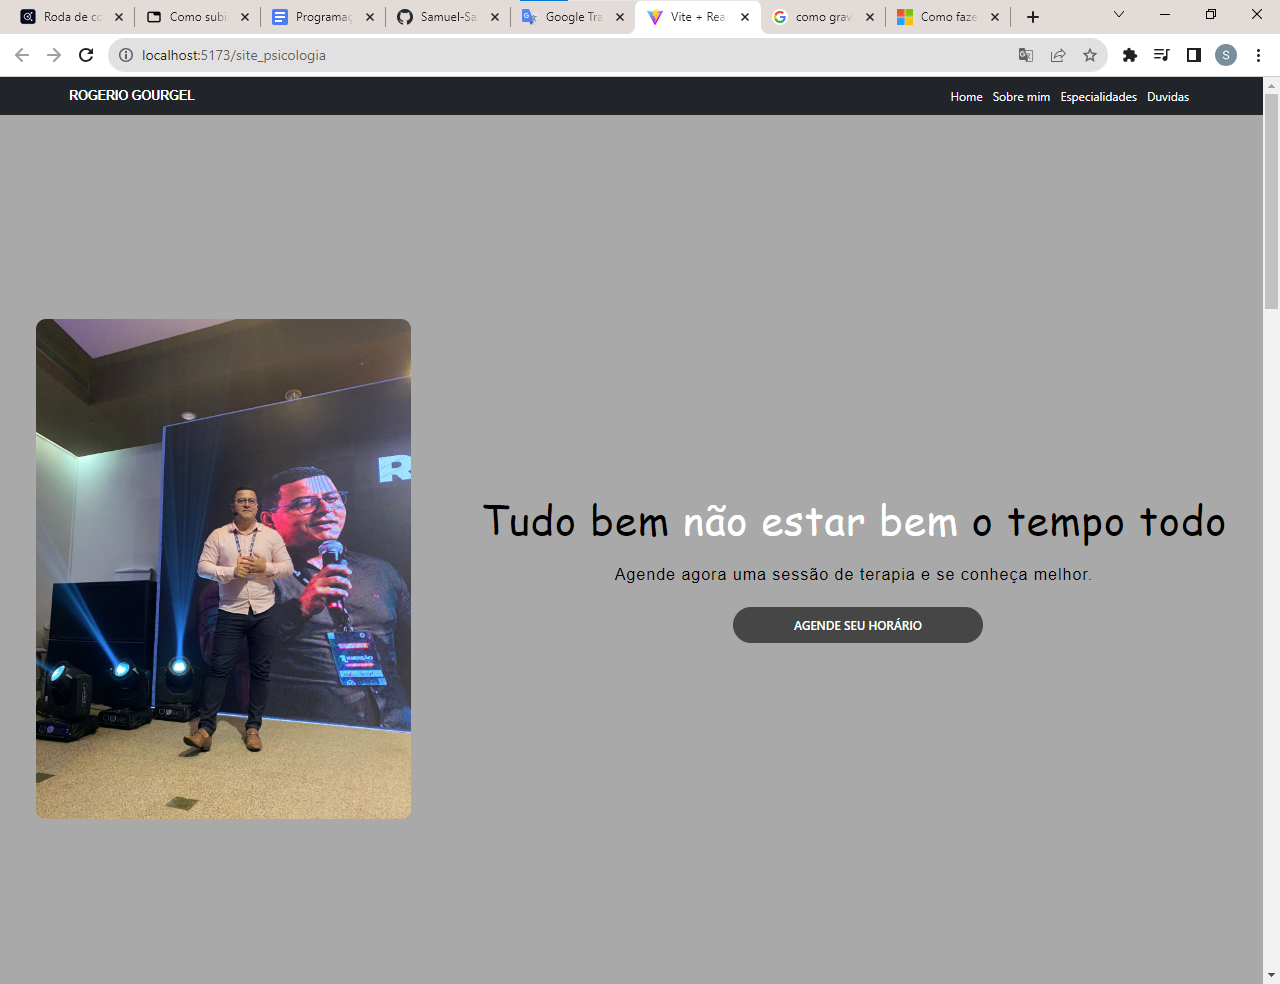 Roda de co
Como subi
Programaç
Samuel-Sa
Google Tra
Vite + Rea
como grav
Como faze
localhost:5173/site_psicologia
S
ROGERIO GOURGEL
Home Sobre mim Especialidades Duvidas
R
Tudo bem não estar bem o tempo todo
Agende agora uma sessão de terapia e se conheça melhor.
AGENDE SEU HORÁRIO